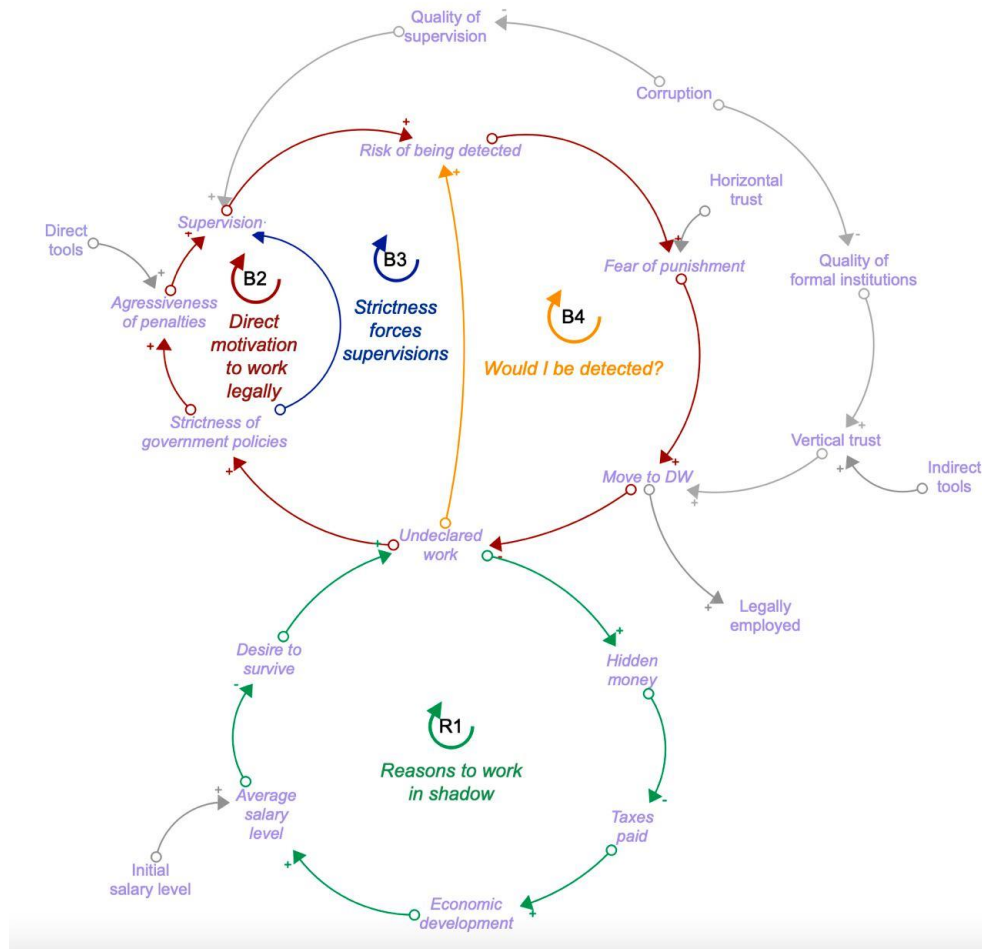 Quality of
supervision
-
Corruption
+
Risk of being detected
+
Horizontal
trust
+
Supervision
Direct
tools
+
+
-
+
B2
B3
Fear of punishment
Quality of
formal institutions
Agressiveness
of penalties
Direct
motivation
to work
legally
Strictness
forces
supervisions
B4
Would I be detected?
+
Strictness of
government policies
+
Vertical trust
+
+
Move to DW
+
Indirect
tools
+
Undeclared
work
+
-
Legally
employed
+
Desire to
survive
+
Hidden
money
-
R1
Reasons to work
in shadow
+
Average
salary
level
-
Taxes
paid
Initial
salary level
+
Economic
development
+